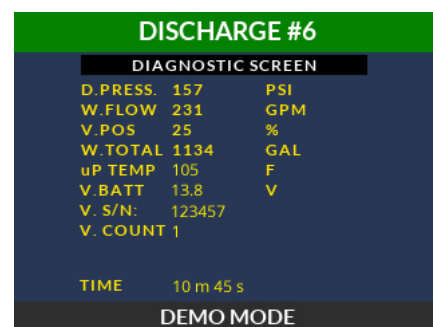 DISCHARGE #6
DIAGNOSTIC SCREEN
D.PRESS. 157 PSI
W.FLOW 231 GPM
V.POS 25 %
W.TOTAL 1134 GAL
uP TEMP 105 F
V.BATT 13.8 V
V. S/N: 123457
V. COUNT 1
TIME 10 m 45 s
DEMO MODE